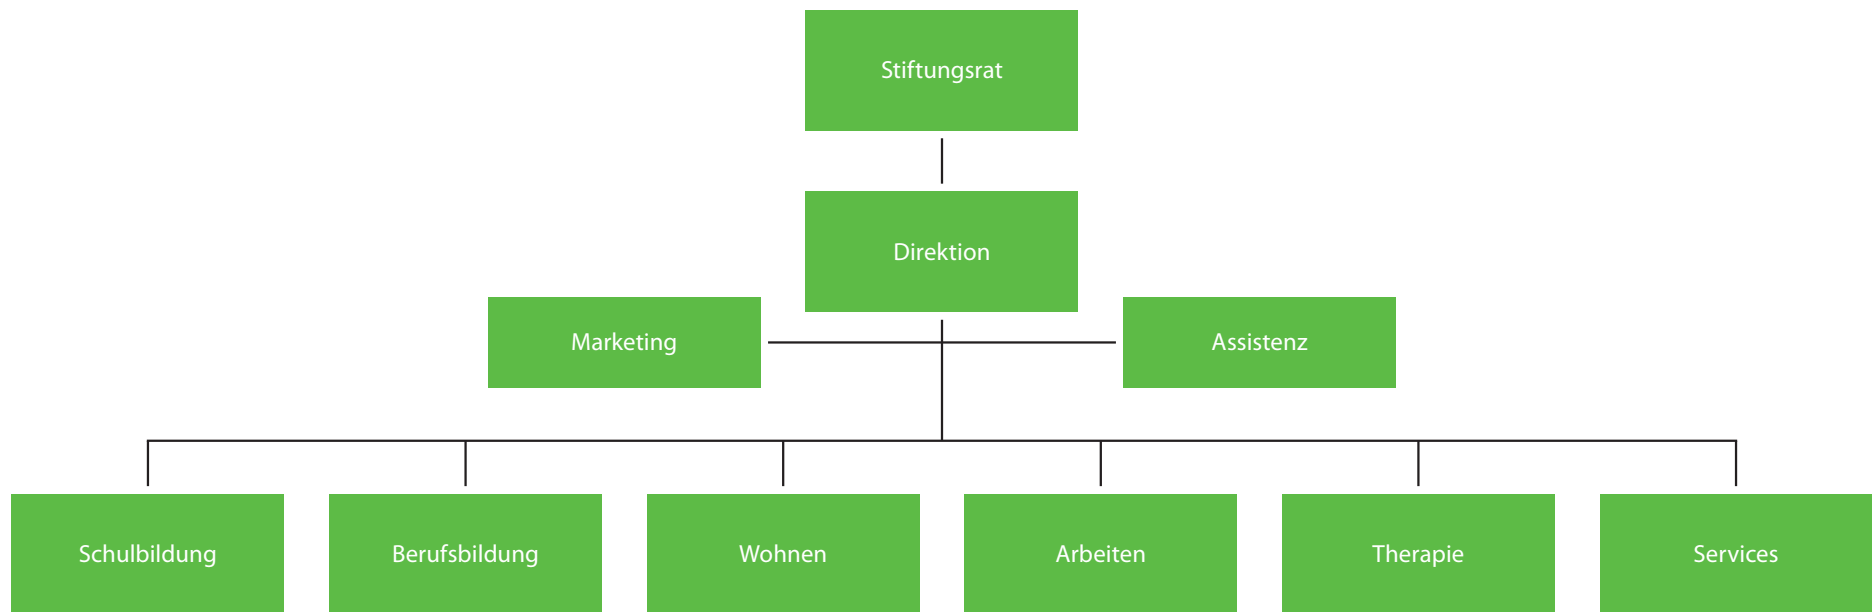 Stiftungsrat
Direktion
Marketing
Assistenz
Schulbildung
Berufsbildung
Wohnen
Arbeiten
Therapie
Services